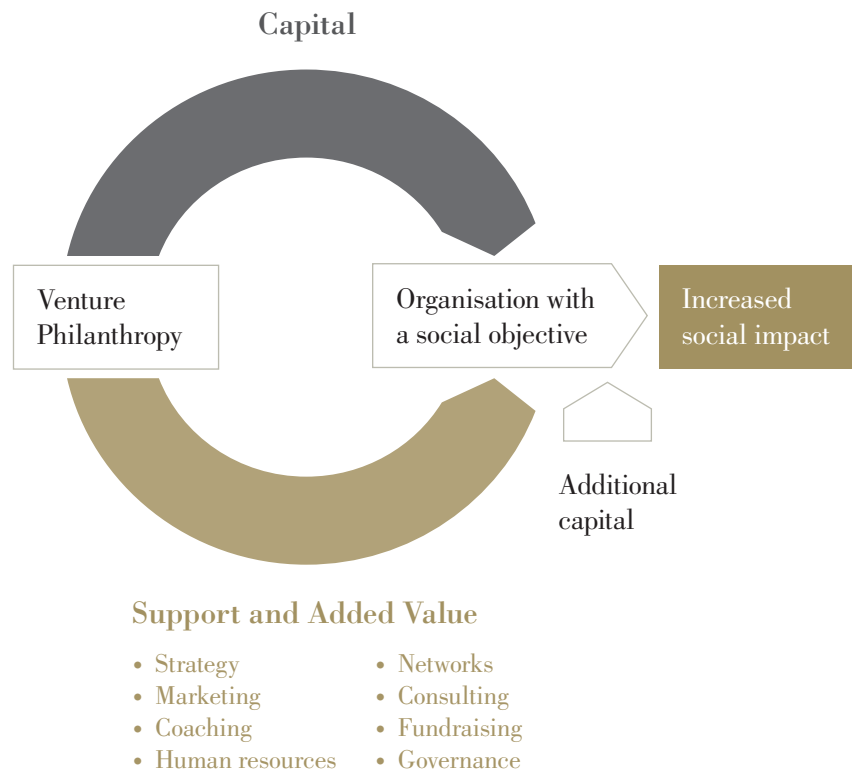 Capital
Venture
Philanthropy
Organisation with
a social objective
Increased
social impact
Additional
capital
Support and Added Value
• Strategy
• Marketing
• Coaching
• Human resources
• Networks
• Consulting
• Fundraising
• Governance